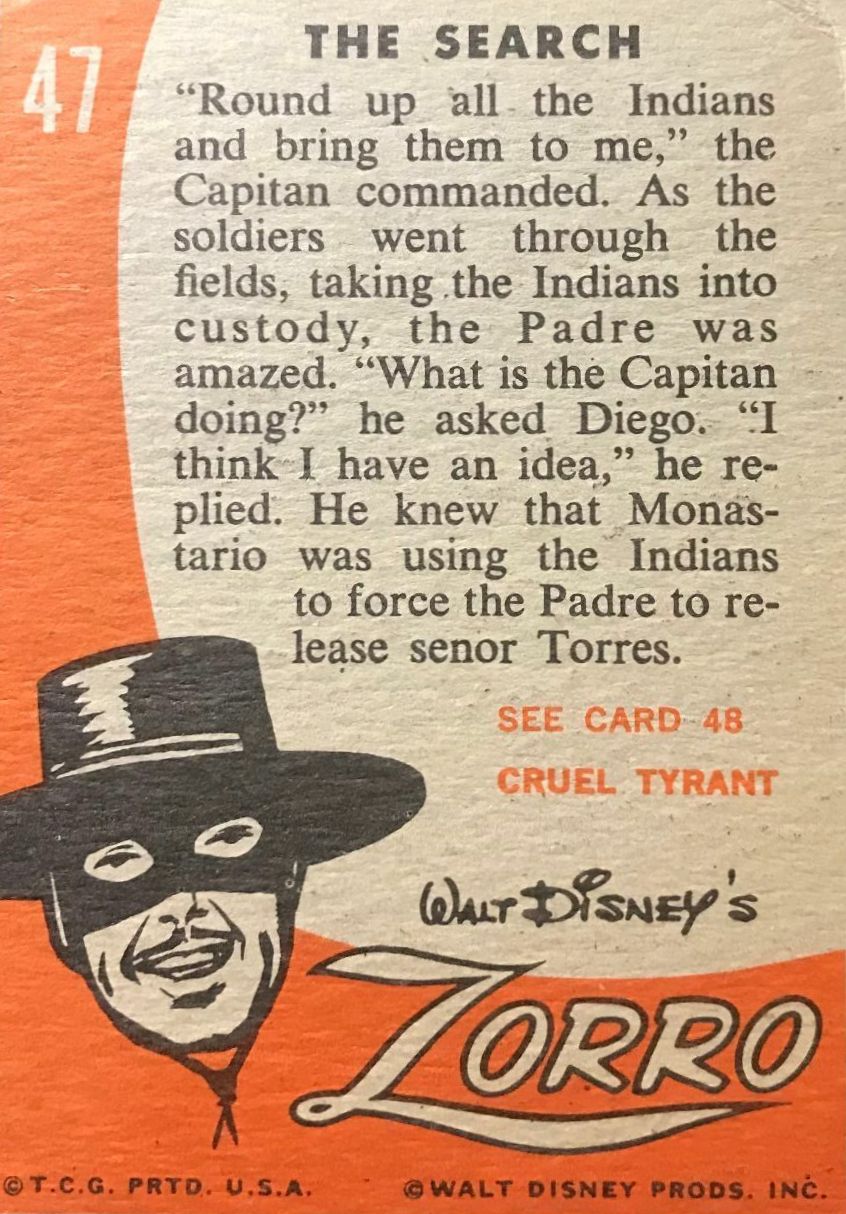 47
THE SEARCH
“Round up all the Indians
and bring them to me,” the
Capitan commanded. As the
soldiers went through the
fields, taking the Indians into
custody, the Padre was
amazed. “What is the Capitan
doing?” he asked Diego. “I
think I have an idea,” he re-
plied. He knew that Monas-
tario was using the Indians
to force the Padre to re-
lease senor Torres.
SEE CARD 48
CRUEL TYRANT
WALT DISNEY'S
ZORRO
© T.C.G. PRTD. U.S.A.
© WALT DISNEY PRODS. INC.